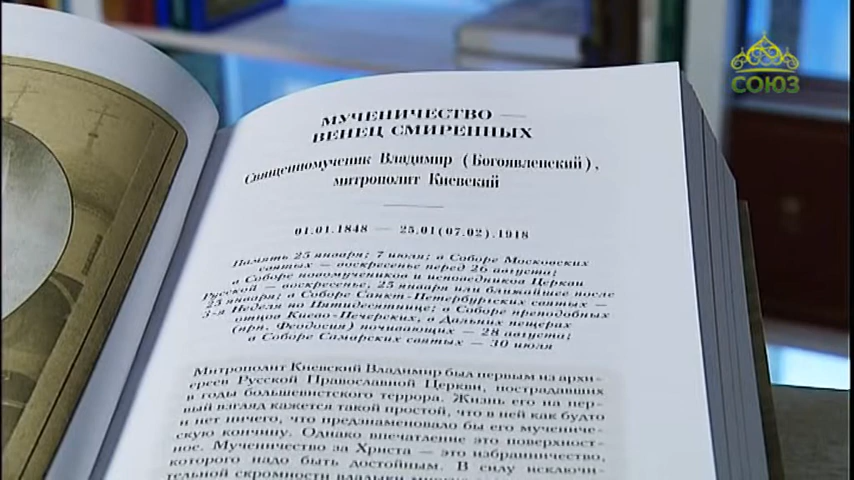 СОЮЗ
МУЧЕНИЧЕСТВО —
ВЕНЕЦ СМИРЕННЫХ
Священномученик Владимир (Богоявленский),
митрополит Киевский
01.01.1848 — 25.01(07.02).1918
Память 25 января; 7 июля; в Соборе Московских
святых — воскресенье перед 26 августа;
в Соборе новомучеников и исповедников Церкви
Русской — воскресенье, 25 января или ближайшее после
25 января; в Соборе Санкт-Петербургских святых —
3-я Неделя по Пятидесятнице; в Соборе преподобных
отцов Киево-Печерских, в Дальних пещерах
(прп. Феодосия) почивающих — 28 августа;
в Соборе Самарских святых — 30 июля
Митрополит Киевский Владимир был первым из архи-
ереев Русской Православной Церкви, пострадавших
в годы большевистского террора. Жизнь его на пер-
вый взгляд кажется такой простой, что в ней как будто
и нет ничего, что предзнаменовало бы его мучениче-
скую кончину. Однако впечатление это поверхност-
ное. Мученичество за Христа — это избранничество,
которого надо быть достойным. В силу исключи-
тельной скромности владыки